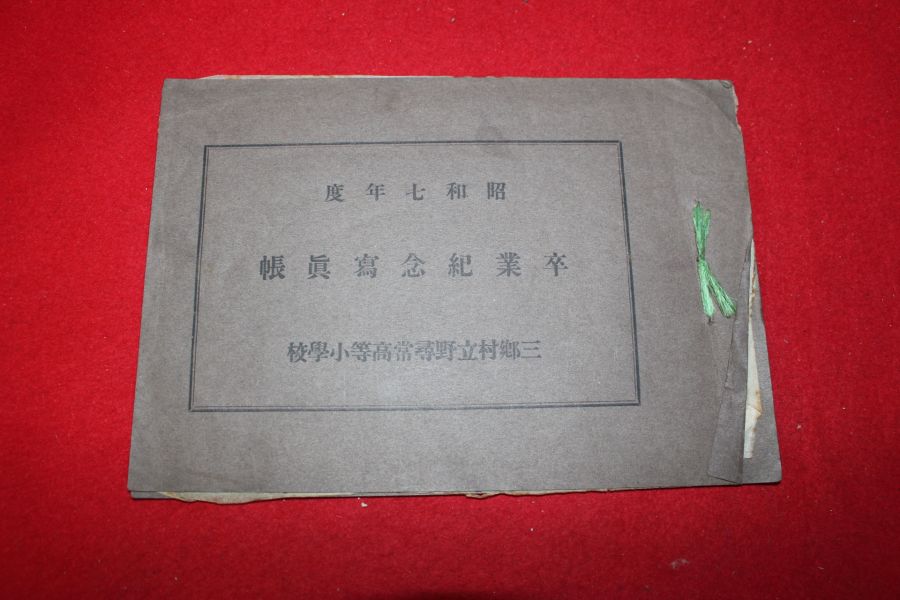 昭和七年度
卒業紀念寫眞帳
三鄕村立野尋常高等小學校